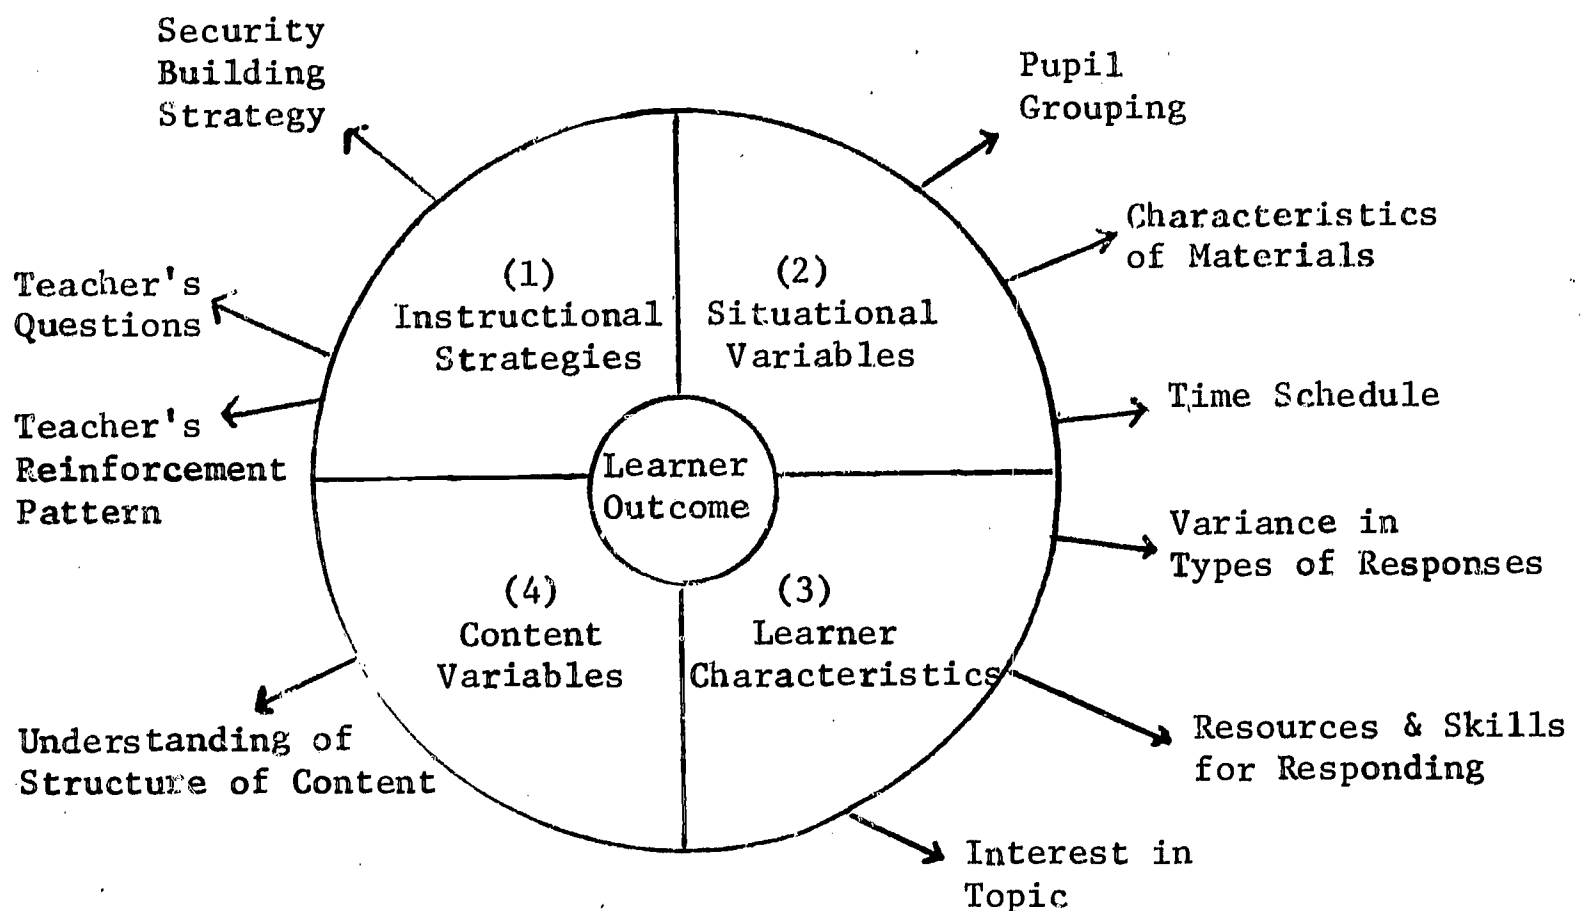 Security
Building
Strategy
Pupil
Grouping
Characteristics
of Materials
Teacher's
Questions
(1)
Instructional
Strategies
(2)
Situational
Variables
Time Schedule
Teacher's
Reinforcement
Pattern
Learner
Outcome
Variance in
Types of Responses
(4)
Content
Variables
(3)
Learner
Characteristics
Understanding of
Structure of Content
Resources & Skills
for Responding
Interest in
Topic